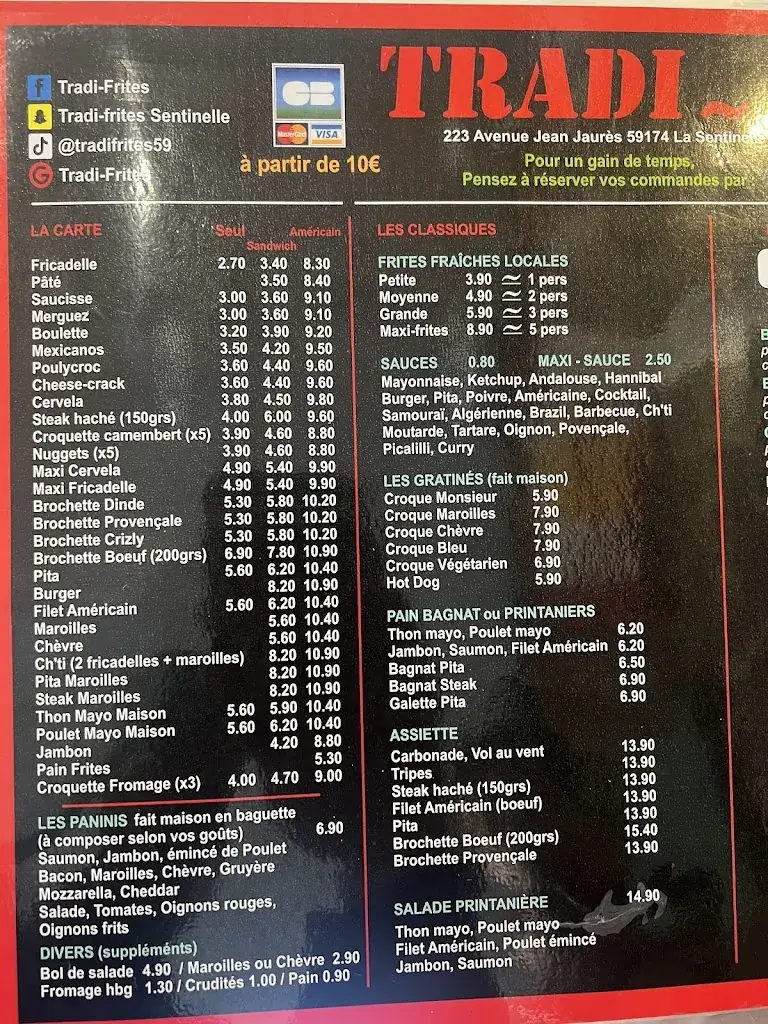 Tradi-Frites
Tradi-frites Sentinelle
@tradifrites59
Tradi-Frites
CB
MasterCard VISA
à partir de 10€
TRADI ~
223 Avenue Jean Jaurès 59174 La Sentinel
Pour un gain de temps,
Pensez à réserver vos commandes par :
LA CARTE Seul Sandwich Américain
Fricadelle 2.70 3.40 8.30
Pâté 3.50 8.40
Saucisse 3.00 3.60 9.10
Merguez 3.00 3.60 9.10
Boulette 3.20 3.90 9.20
Mexicanos 3.50 4.20 9.50
Poulycroc 3.60 4.40 9.60
Cheese-crack 3.60 4.40 9.60
Cervela 3.80 4.50 9.80
Steak haché (150grs) 4.00 6.00 9.60
Croquette camembert (x5) 3.90 4.60 8.80
Nuggets (x5) 3.90 4.60 8.80
Maxi Cervela 4.90 5.40 9.90
Maxi Fricadelle 4.90 5.40 9.90
Brochette Dinde 5.30 5.80 10.20
Brochette Provençale 5.30 5.80 10.20
Brochette Crizly 5.30 5.80 10.20
Brochette Boeuf (200grs) 6.90 7.80 10.90
Pita 5.60 6.20 10.40
Burger 8.20 10.90
Filet Américain 5.60 6.20 10.40
Maroilles 5.60 10.40
Chèvre 5.60 10.40
Ch'ti (2 fricadelles + maroilles) 8.20 10.90
Pita Maroilles 8.20 10.90
Steak Maroilles 8.20 10.90
Thon Mayo Maison 5.60 5.90 10.40
Poulet Mayo Maison 5.60 6.20 10.40
Jambon 4.20 8.80
Pain Frites 5.30
Croquette Fromage (x3) 4.00 4.70 9.00
LES PANINIS fait maison en baguette
(à composer selon vos goûts) 6.90
Saumon, Jambon, émincé de Poulet
Bacon, Maroilles, Chèvre, Gruyère
Mozzarella, Cheddar
Salade, Tomates, Oignons rouges,
Oignons frits
DIVERS (suppléments)
Bol de salade 4.90 / Maroilles ou Chèvre 2.90
Fromage hbg 1.30 / Crudités 1.00 / Pain 0.90
LES CLASSIQUES
FRITES FRAÎCHES LOCALES
Petite 3.90 ≃ 1 pers
Moyenne 4.90 ≃ 2 pers
Grande 5.90 ≃ 3 pers
Maxi-frites 8.90 ≃ 5 pers
SAUCES 0.80 MAXI - SAUCE 2.50
Mayonnaise, Ketchup, Andalouse, Hannibal
Burger, Pita, Poivre, Américaine, Cocktail,
Samouraï, Algérienne, Brazil, Barbecue, Ch'ti
Moutarde, Tartare, Oignon, Povençale,
Picalilli, Curry
LES GRATINÉS (fait maison)
Croque Monsieur 5.90
Croque Maroilles 7.90
Croque Chèvre 7.90
Croque Bleu 7.90
Croque Végétarien 6.90
Hot Dog 5.90
PAIN BAGNAT ou PRINTANIERS
Thon mayo, Poulet mayo 6.20
Jambon, Saumon, Filet Américain 6.20
Bagnat Pita 6.50
Bagnat Steak 6.90
Galette Pita 6.90
ASSIETTE
Carbonade, Vol au vent 13.90
Tripes 13.90
Steak haché (150grs) 13.90
Filet Américain (boeuf) 13.90
Pita 13.90
Brochette Boeuf (200grs) 15.40
Brochette Provençale 13.90
SALADE PRINTANIÈRE 14.90
Thon mayo, Poulet mayo
Filet Américain, Poulet émincé
Jambon, Saumon